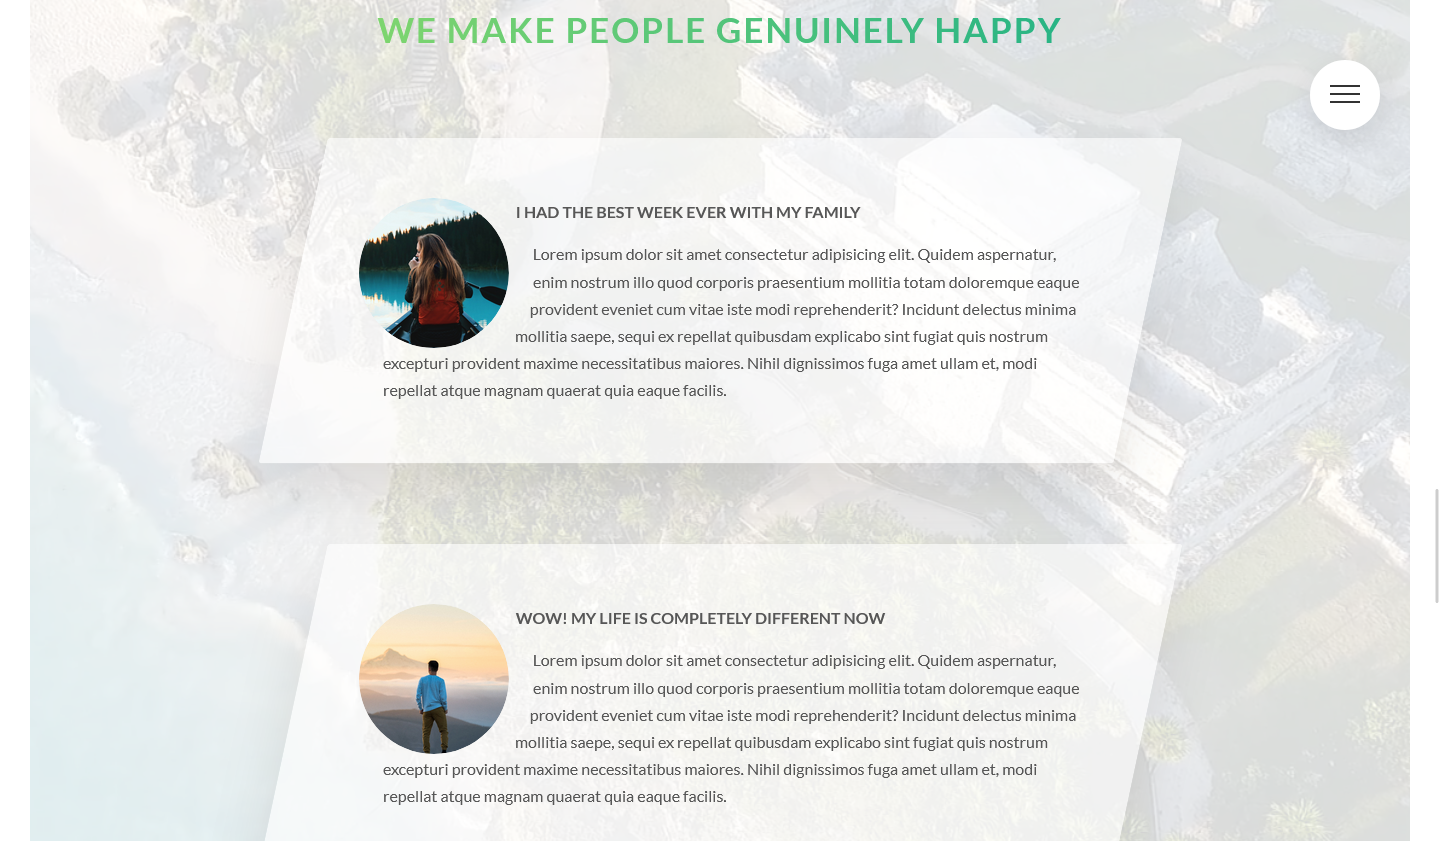 WE MAKE PEOPLE GENUINELY HAPPY
I HAD THE BEST WEEK EVER WITH MY FAMILY
Lorem ipsum dolor sit amet consectetur adipisicing elit. Quidem aspernatur,
enim nostrum illo quod corporis praesentium mollitia totam doloremque eaque
provident eveniet cum vitae iste modi reprehenderit? Incidunt delectus minima
mollitia saepe, sequi ex repellat quibusdam explicabo sint fugiat quis nostrum
excepturi provident maxime necessitatibus maiores. Nihil dignissimos fuga amet ullam et, modi
repellat atque magnam quaerat quia eaque facilis.
WOW! MY LIFE IS COMPLETELY DIFFERENT NOW
Lorem ipsum dolor sit amet consectetur adipisicing elit. Quidem aspernatur,
enim nostrum illo quod corporis praesentium mollitia totam doloremque eaque
provident eveniet cum vitae iste modi reprehenderit? Incidunt delectus minima
mollitia saepe, sequi ex repellat quibusdam explicabo sint fugiat quis nostrum
excepturi provident maxime necessitatibus maiores. Nihil dignissimos fuga amet ullam et, modi
repellat atque magnam quaerat quia eaque facilis.